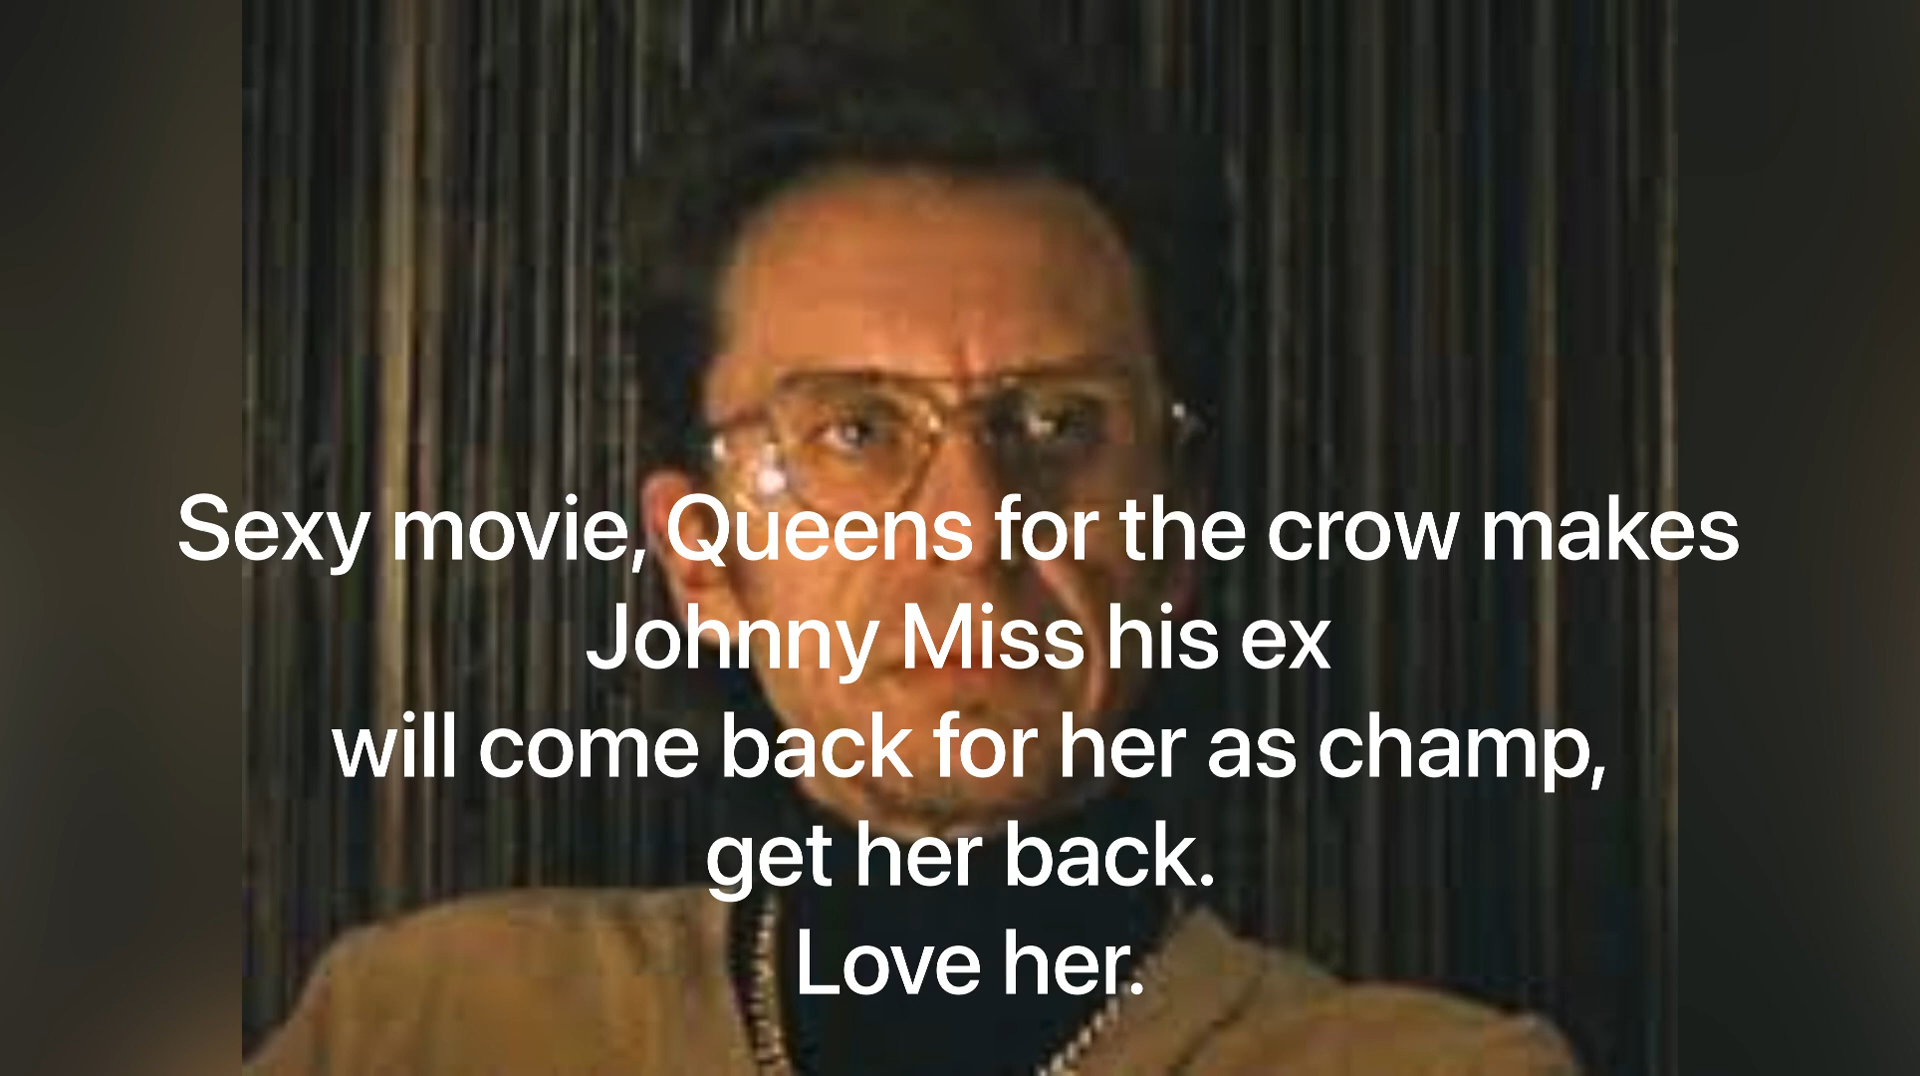 Sexy movie, Queens for the crow makes
Johnny Miss his ex
will come back for her as champ,
get her back.
Love her.